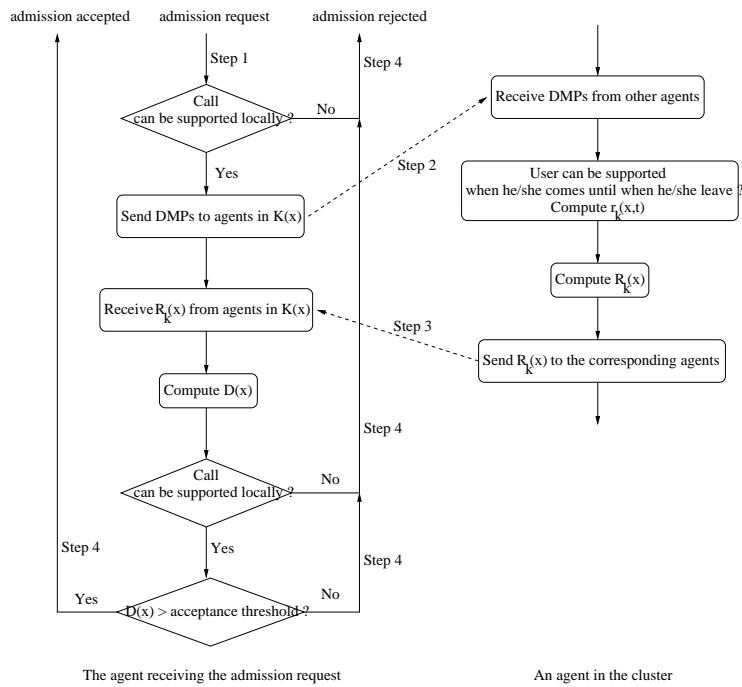 admission accepted
admission request
admission rejected
Step 1
Step 4
Call
can be supported locally ?
No
Receive DMPs from other agents
Yes
Step 2
User can be supported
when he/she comes until when he/she leave ?
Compute r_k(x,t)
Send DMPs to agents in K(x)
Compute R_k(x)
Receive R_k(x) from agents in K(x)
Step 3
Send R_k(x) to the corresponding agents
Compute D(x)
Step 4
Call
can be supported locally ?
No
Yes
Step 4
Step 4
Yes
D(x) > acceptance threshold ?
No
The agent receiving the admission request
An agent in the cluster